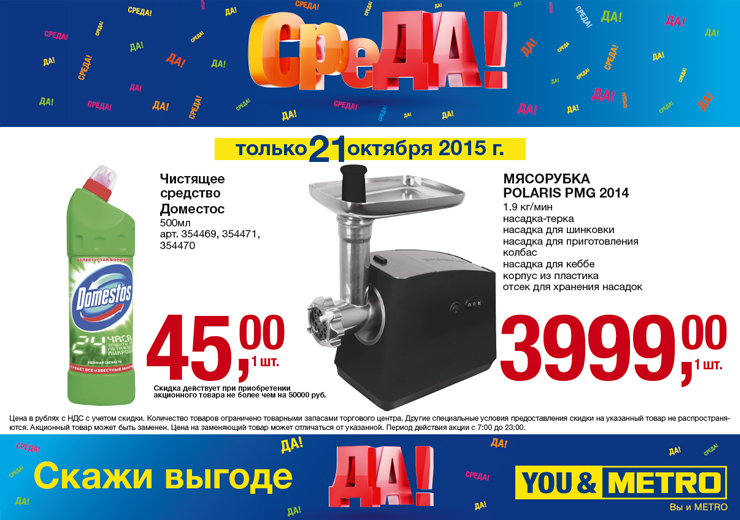 СреДА!
только 21 октября 2015 г.
Чистящее
средство
Доместос
500мл
арт. 354469, 354471,
354470
Domestos
24 ЧАСА
45,00
1 шт.
Скидка действует при приобретении
акционного товара не более чем на 50000 руб.
МЯСОРУБКА
POLARIS PMG 2014
1.9 кг/мин
насадка-терка
насадка для шинковки
насадка для приготовления
колбас
насадка для кеббе
корпус из пластика
отсек для хранения насадок
3999,00
1 шт.
Цена в рублях с НДС с учетом скидки. Количество товаров ограничено товарными запасами торгового центра. Другие специальные условия предоставления скидки на указанный товар не распространя-
ются. Акционный товар может быть заменен. Цена на заменяющий товар может отличаться от указанной. Период действия акции с 7:00 до 23:00.
Скажи выгоде ДА!
YOU & METRO
Вы и METRO